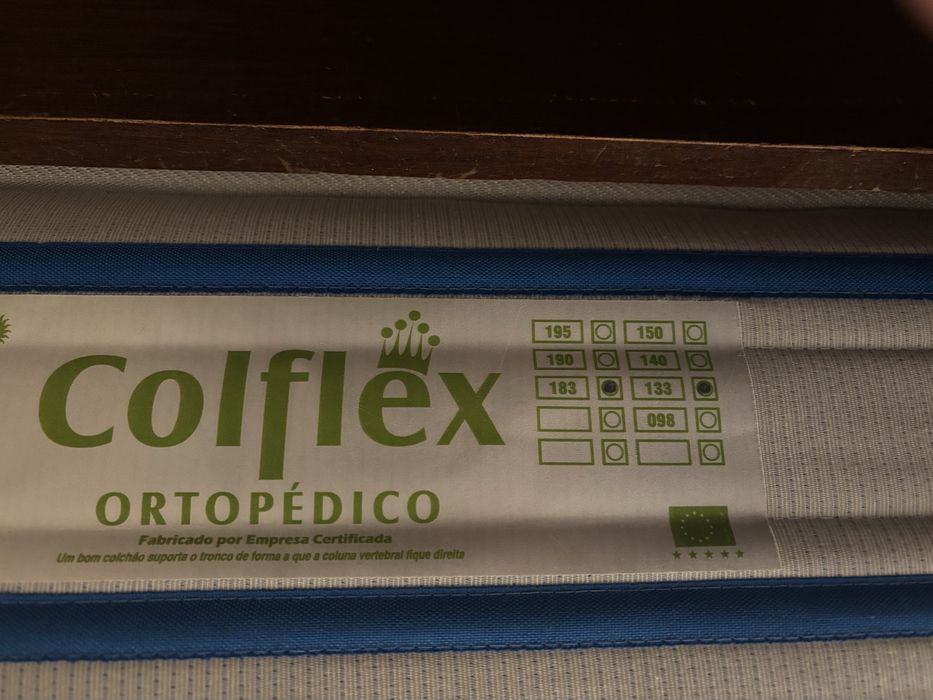 Colflex
ORTOPÉDICO
Fabricado por Empresa Certificada
Um bom colchão suporta o tronco de forma a que a coluna vertebral fique direita
195 150
190 140
183 133
098